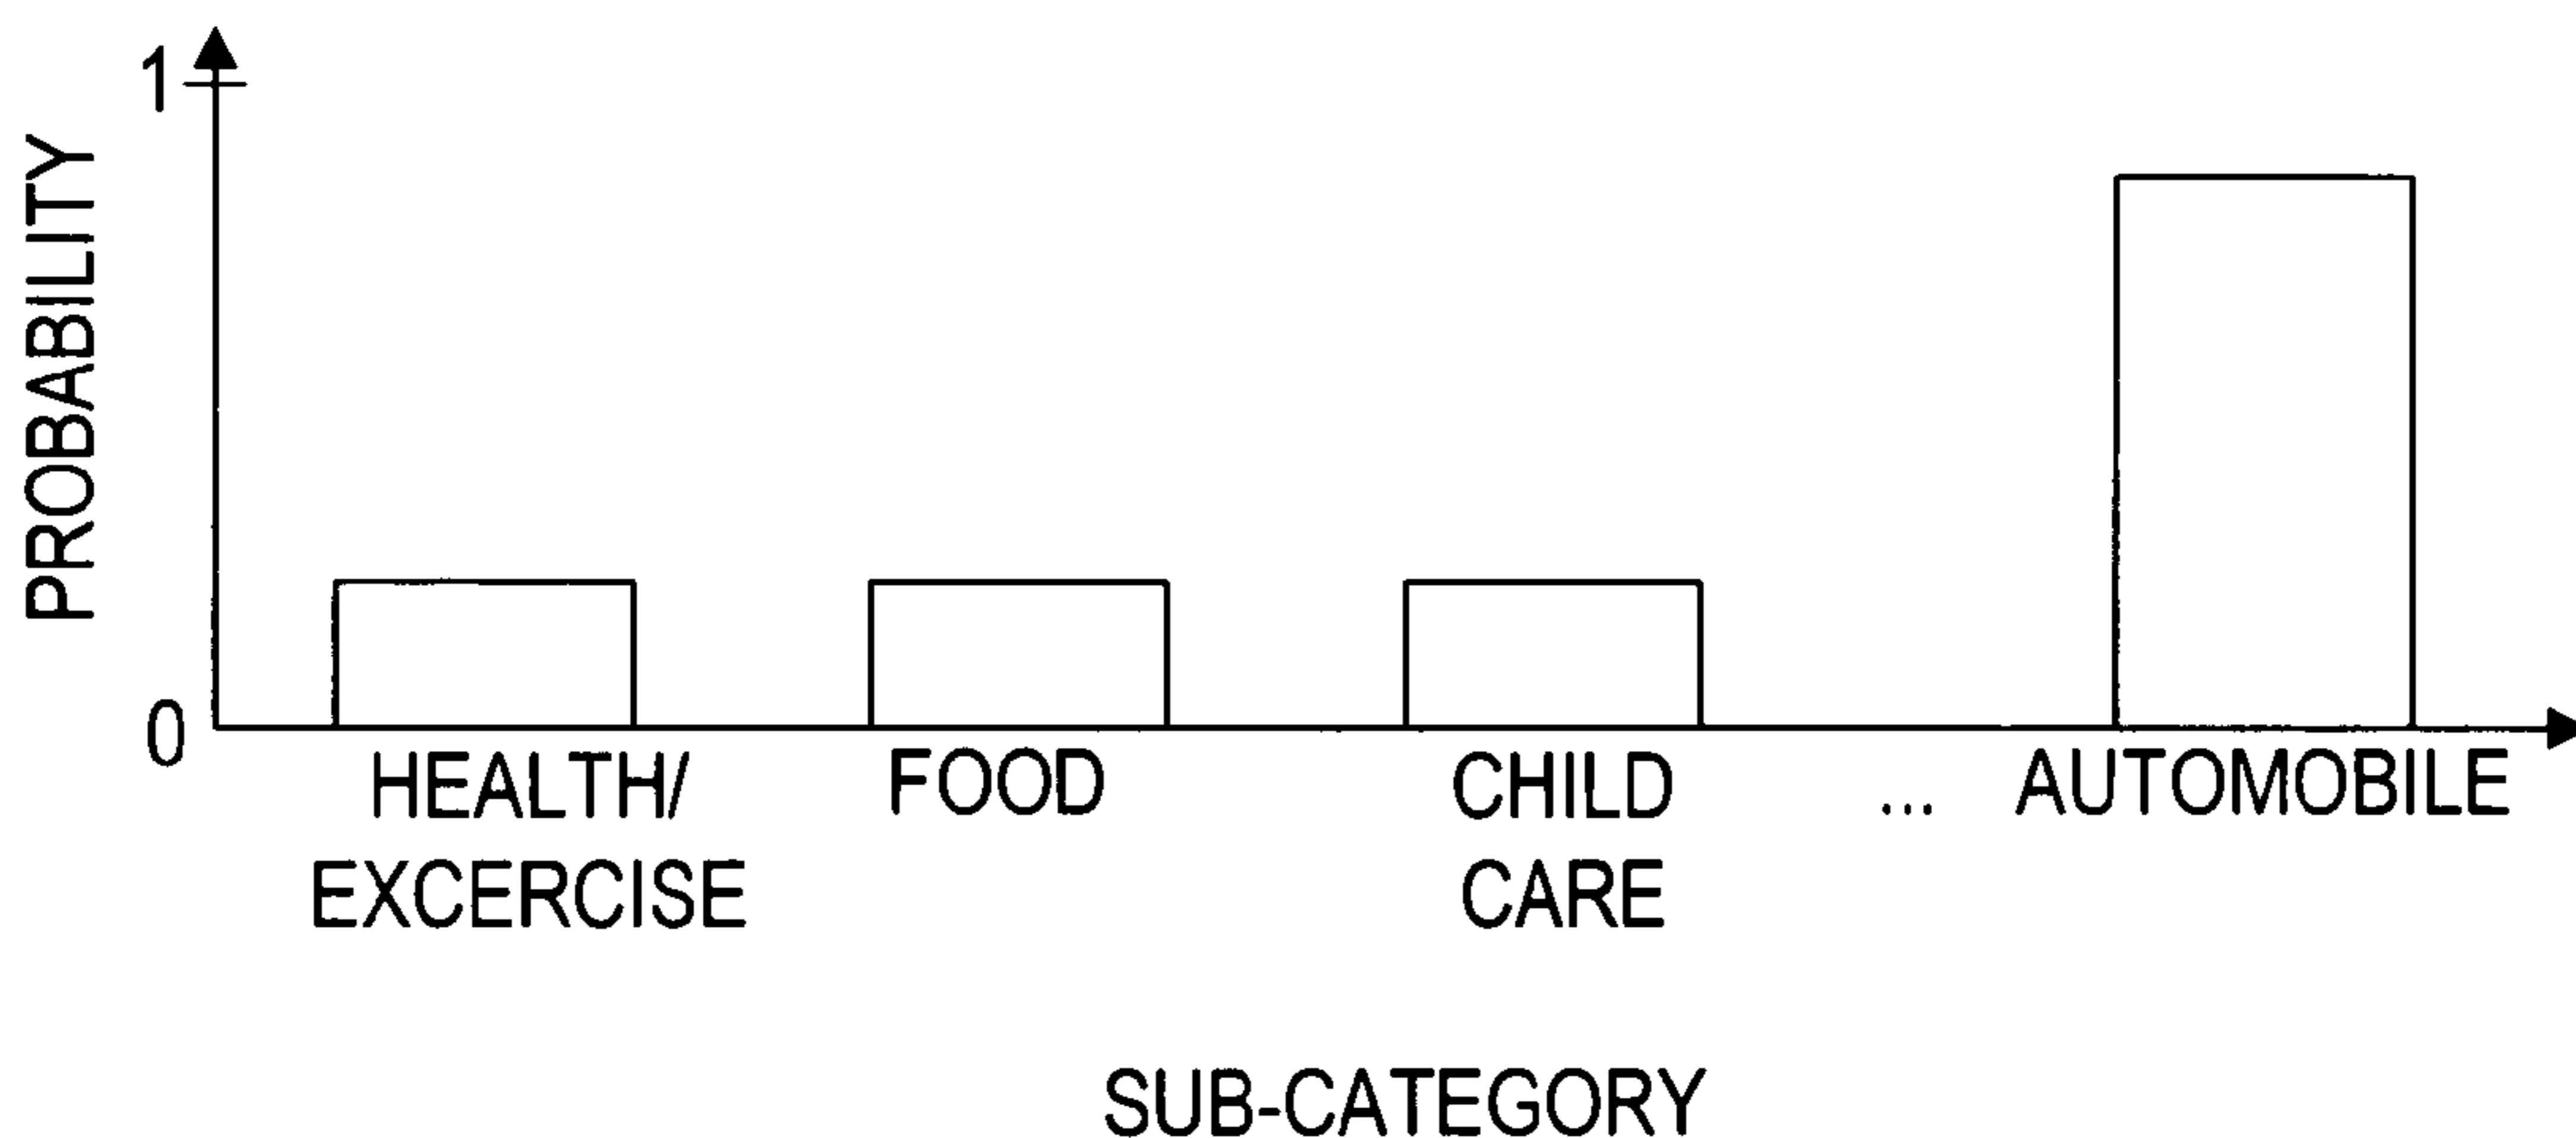 1
PROBABILITY
0
HEALTH/
EXCERCISE
FOOD
CHILD
CARE
...
AUTOMOBILE
SUB-CATEGORY